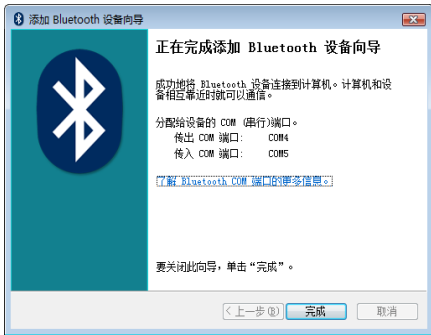 添加 Bluetooth 设备向导
正在完成添加 Bluetooth 设备向导
成功地将 Bluetooth 设备连接到计算机。计算机和设
备相互靠近时就可以通信。
分配给设备的 COM (串行)端口。
传出 COM 端口: COM4
传入 COM 端口: COM5
了解 Bluetooth COM 端口的更多信息。
要关闭此向导，单击“完成”。
<上一步(B) 完成 取消